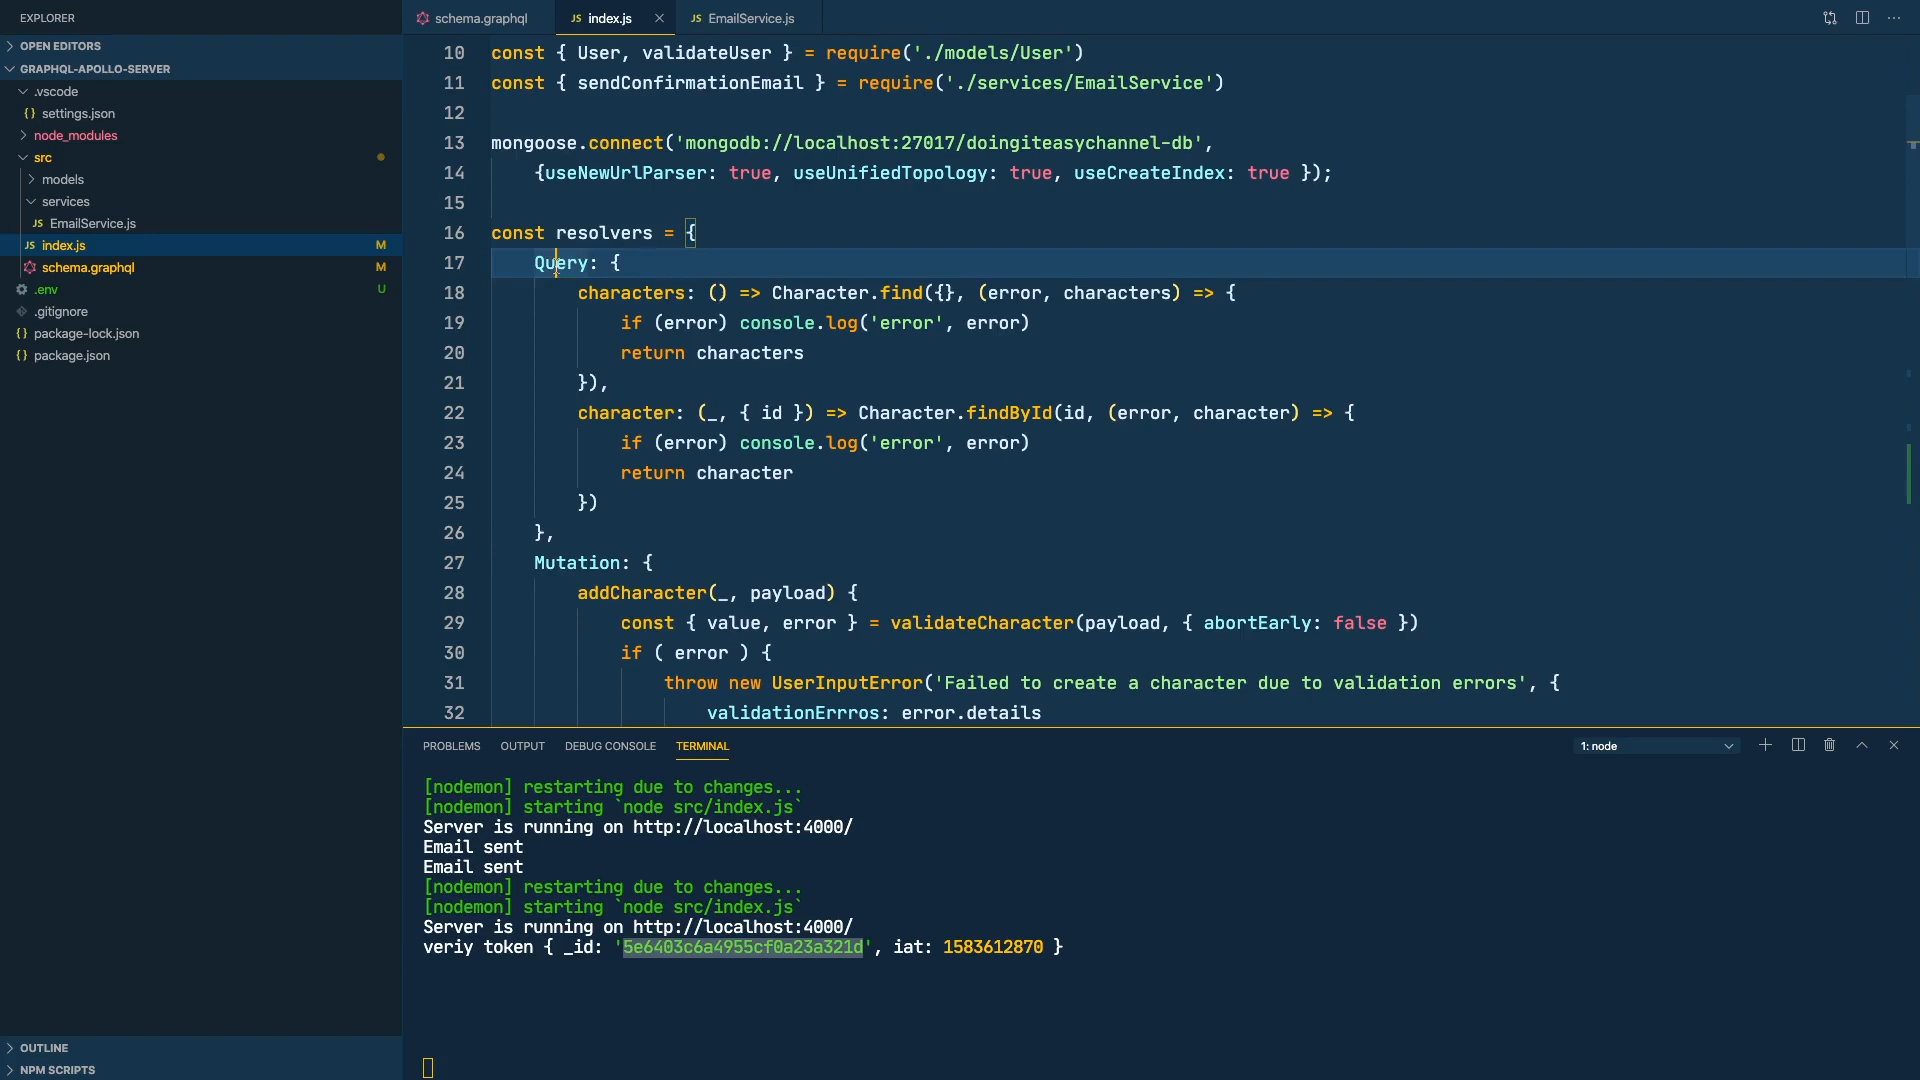 EXPLORER
OPEN EDITORS
GRAPHQL-APOLLO-SERVER
.vscode
{} settings.json
node_modules
src
models
services
JS EmailService.js
JS index.js M
schema.graphql M
.env U
.gitignore
{} package-lock.json
{} package.json
OUTLINE
NPM SCRIPTS
schema.graphql
JS index.js
JS EmailService.js
10 const { User, validateUser } = require('./models/User')
11 const { sendConfirmationEmail } = require('./services/EmailService')
12
13 mongoose.connect('mongodb://localhost:27017/doingiteasychannel-db',
14 {useNewUrlParser: true, useUnifiedTopology: true, useCreateIndex: true });
15
16 const resolvers = {
17 Query: {
18 characters: () => Character.find({}, (error, characters) => {
19 if (error) console.log('error', error)
20 return characters
21 }),
22 character: (_, { id }) => Character.findById(id, (error, character) => {
23 if (error) console.log('error', error)
24 return character
25 })
26 },
27 Mutation: {
28 addCharacter(_, payload) {
29 const { value, error } = validateCharacter(payload, { abortEarly: false })
30 if ( error ) {
31 throw new UserInputError('Failed to create a character due to validation errors', {
32 validationErrros: error.details
PROBLEMS OUTPUT DEBUG CONSOLE TERMINAL 1: node
[nodemon] restarting due to changes...
[nodemon] starting `node src/index.js`
Server is running on http://localhost:4000/
Email sent
Email sent
[nodemon] restarting due to changes...
[nodemon] starting `node src/index.js`
Server is running on http://localhost:4000/
veriy token { _id: '5e6403c6a4955cf0a23a321d', iat: 1583612870 }